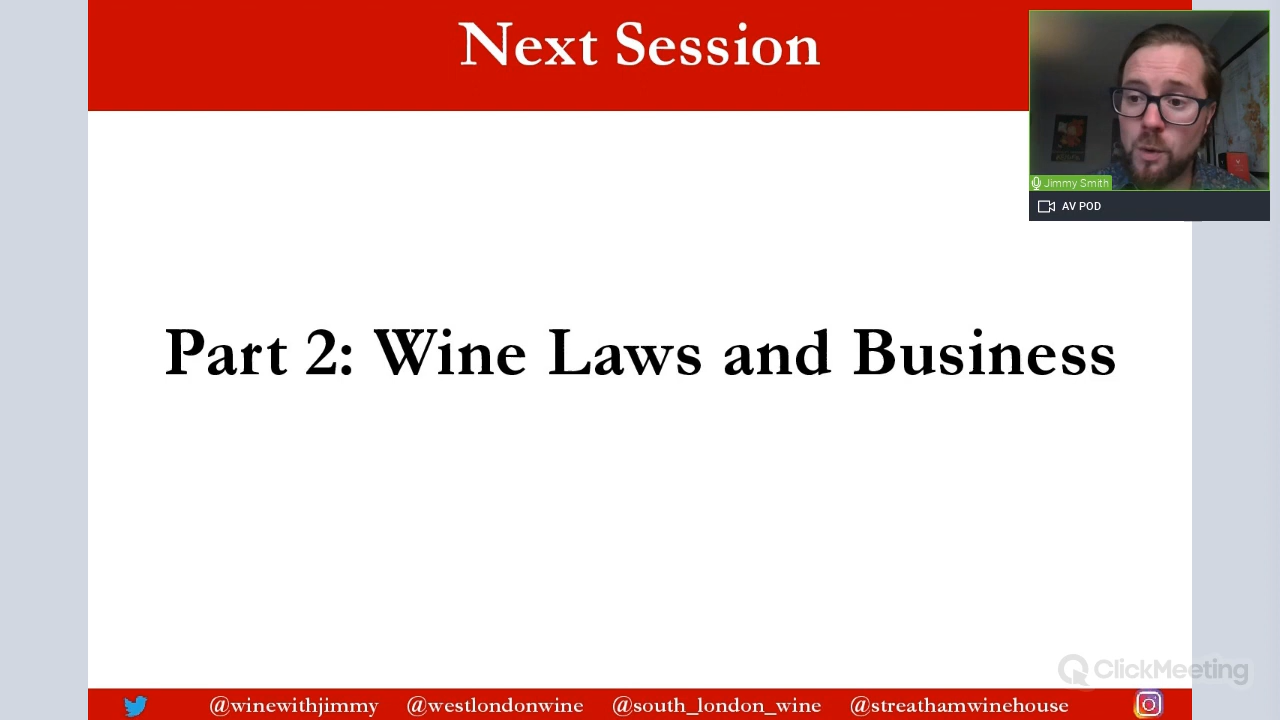 Next Session
Jimmy Smith
AV POD
Part 2: Wine Laws and Business
ClickMeeting
@winewithjimmy @westlondonwine @south_london_wine @streathamwinehouse